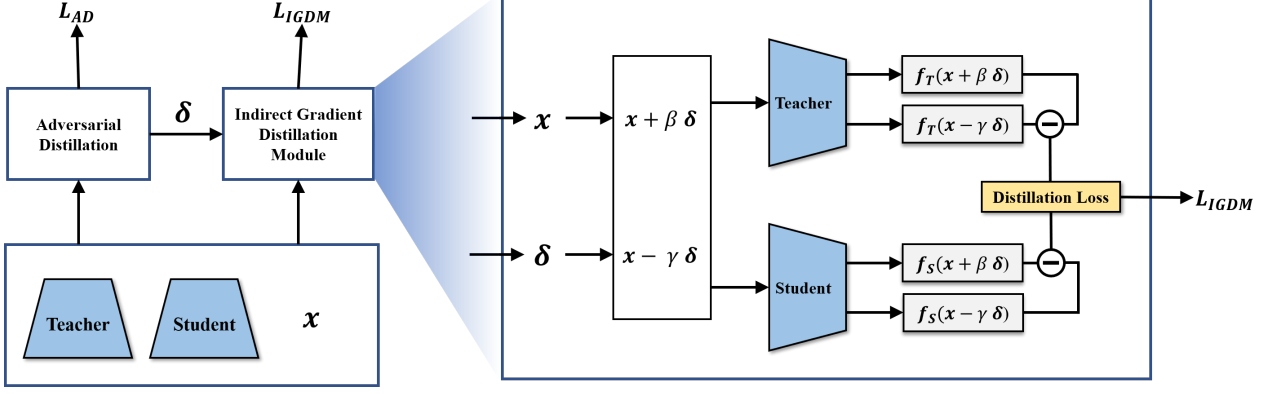 L_AD
L_IGDM
Adversarial
Distillation
δ
Indirect Gradient
Distillation
Module
Teacher
Student
x
x
δ
x + β δ
x − γ δ
Teacher
Student
f_T(x + β δ)
f_T(x − γ δ)
−
Distillation Loss
L_IGDM
f_S(x + β δ)
−
f_S(x − γ δ)